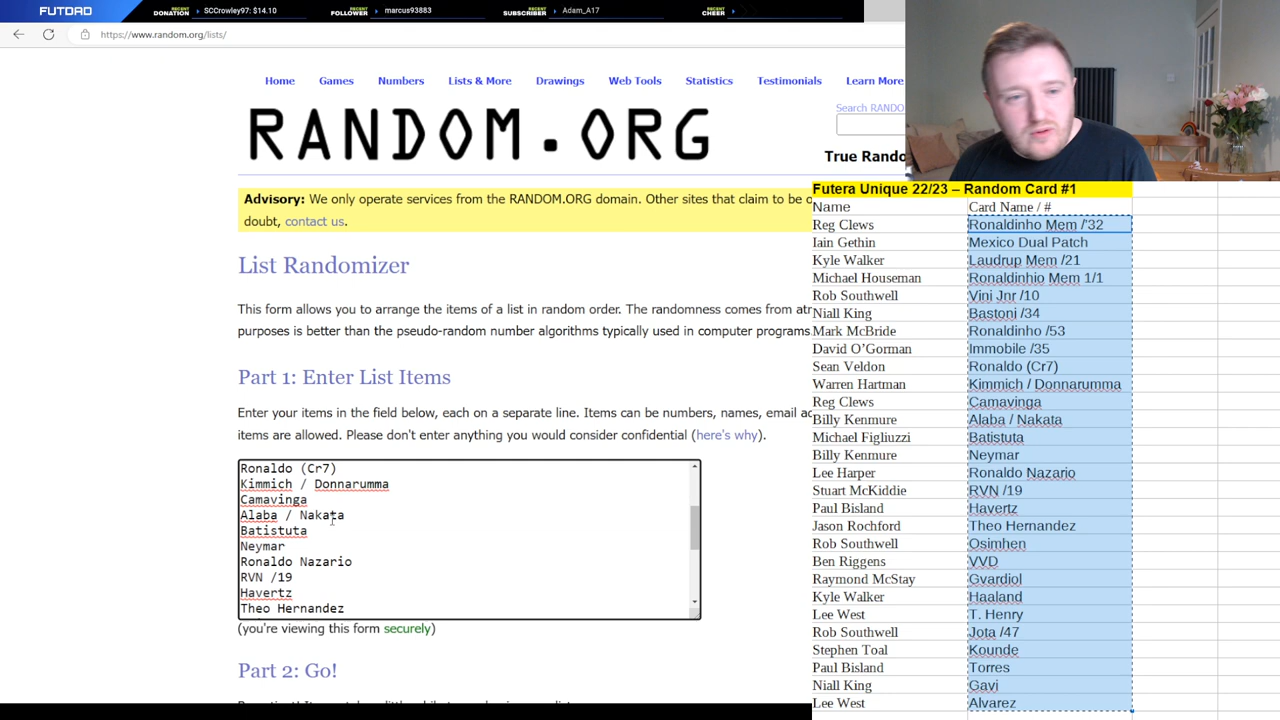 FUTDAD
RECENT DONATION SCCrowley97: $14.10
RECENT FOLLOWER marcus93883
RECENT SUBSCRIBER Adam_A17
RECENT CHEER
https://www.random.org/lists/
Home Games Numbers Lists & More Drawings Web Tools Statistics Testimonials Learn More
RANDOM.ORG
Search RANDO
True Rando
Advisory: We only operate services from the RANDOM.ORG domain. Other sites that claim to be o
doubt, contact us.
List Randomizer
This form allows you to arrange the items of a list in random order. The randomness comes from atr
purposes is better than the pseudo-random number algorithms typically used in computer programs.
Part 1: Enter List Items
Enter your items in the field below, each on a separate line. Items can be numbers, names, email ad
items are allowed. Please don't enter anything you would consider confidential (here's why).
Ronaldo (Cr7)
Kimmich / Donnarumma
Camavinga
Alaba / Nakata
Batistuta
Neymar
Ronaldo Nazario
RVN /19
Havertz
Theo Hernandez
(you're viewing this form securely)
Part 2: Go!
Futera Unique 22/23 – Random Card #1
Name Card Name / #
Reg Clews Ronaldinho Mem /'32
Iain Gethin Mexico Dual Patch
Kyle Walker Laudrup Mem /21
Michael Houseman Ronaldinhio Mem 1/1
Rob Southwell Vini Jnr /10
Niall King Bastoni /34
Mark McBride Ronaldinho /53
David O'Gorman Immobile /35
Sean Veldon Ronaldo (Cr7)
Warren Hartman Kimmich / Donnarumma
Reg Clews Camavinga
Billy Kenmure Alaba / Nakata
Michael Figliuzzi Batistuta
Billy Kenmure Neymar
Lee Harper Ronaldo Nazario
Stuart McKiddie RVN /19
Paul Bisland Havertz
Jason Rochford Theo Hernandez
Rob Southwell Osimhen
Ben Riggens VVD
Raymond McStay Gvardiol
Kyle Walker Haaland
Lee West T. Henry
Rob Southwell Jota /47
Stephen Toal Kounde
Paul Bisland Torres
Niall King Gavi
Lee West Alvarez